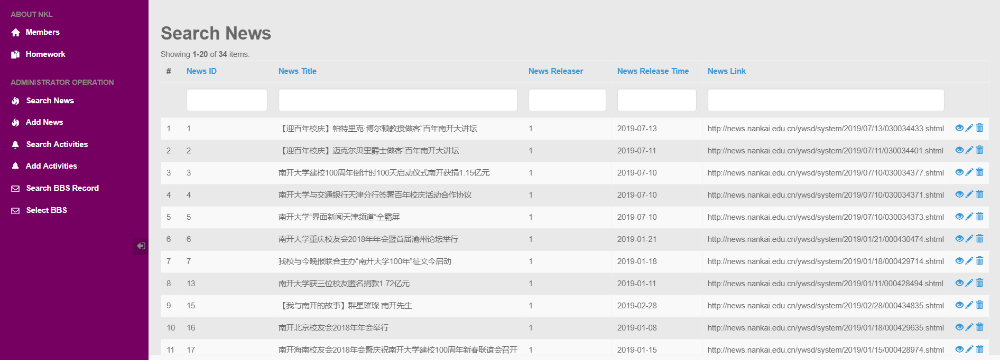 ABOUT NKL
Members
Homework
ADMINISTRATOR OPERATION
Search News
Add News
Search Activities
Add Activities
Search BBS Record
Select BBS
Search News
Showing 1-20 of 34 items.
# News ID News Title News Releaser News Release Time News Link
1 1 【迎百年校庆】帕特里克·博尔顿教授做客“百年南开大讲坛 1 2019-07-13 http://news.nankai.edu.cn/ywsd/system/2019/07/13/030034433.shtml
2 2 【迎百年校庆】迈克尔贝里爵士做客“百年南开大讲坛 1 2019-07-11 http://news.nankai.edu.cn/ywsd/system/2019/07/11/030034401.shtml
3 3 南开大学建校100周年倒计时100天启动仪式南开获捐1.15亿元 1 2019-07-10 http://news.nankai.edu.cn/ywsd/system/2019/07/10/030034377.shtml
4 4 南开大学与交通银行天津分行签署百年校庆活动合作协议 1 2019-07-10 http://news.nankai.edu.cn/ywsd/system/2019/07/10/030034371.shtml
5 5 南开大学“界面新闻天津频道”全霸屏 1 2019-07-10 http://news.nankai.edu.cn/ywsd/system/2019/07/10/030034373.shtml
6 6 南开大学重庆校友会2018年年会暨首届渝州论坛举行 1 2019-01-21 http://news.nankai.edu.cn/ywsd/system/2019/01/21/000430474.shtml
7 7 我校与今晚报联合主办“南开大学100年”征文今启动 1 2019-01-18 http://news.nankai.edu.cn/ywsd/system/2019/01/18/000429714.shtml
8 13 南开大学获三位校友匿名捐款1.72亿元 1 2019-01-11 http://news.nankai.edu.cn/ywsd/system/2019/01/11/000428494.shtml
9 15 【我与南开的故事】群星璀璨 南开先生 1 2019-02-28 http://news.nankai.edu.cn/ywsd/system/2019/02/28/000434835.shtml
10 16 南开北京校友会2018年年会举行 1 2019-01-08 http://news.nankai.edu.cn/ywsd/system/2019/01/18/000429635.shtml
11 17 南开海南校友会2018年会暨庆祝南开大学建校100周年新春联谊会召开 1 2019-01-15 http://news.nankai.edu.cn/ywsd/system/2019/01/15/000428974.shtml